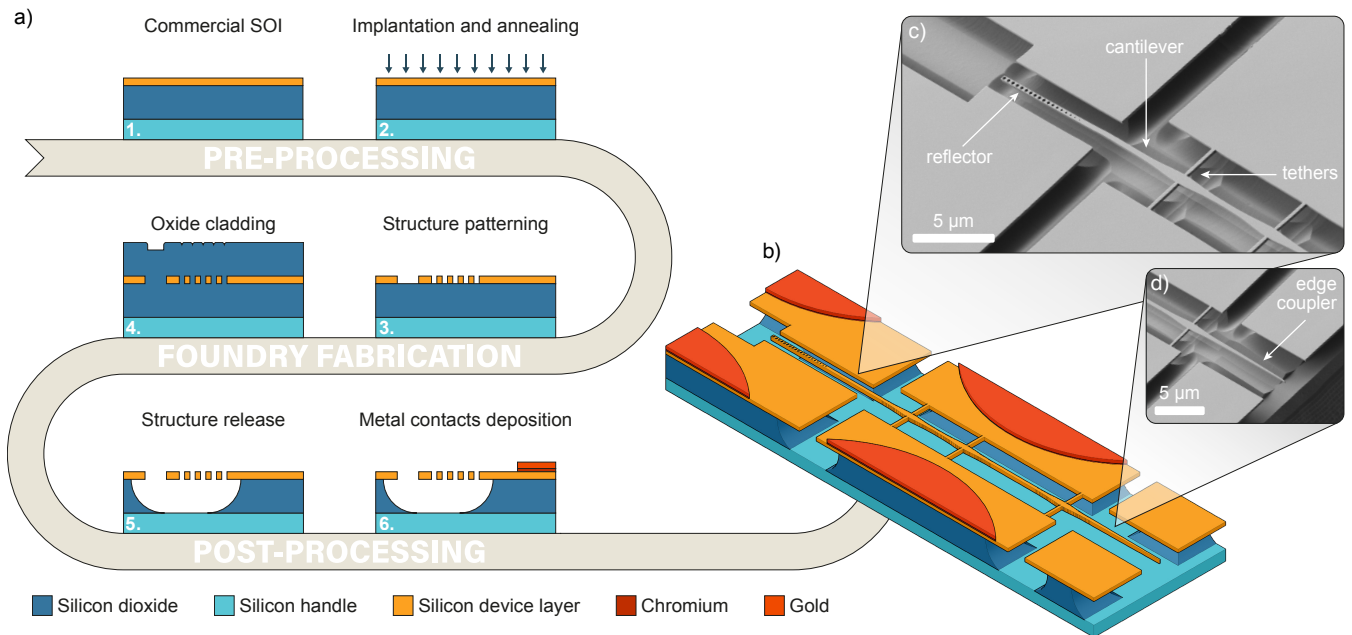 a)
Commercial SOI
Implantation and annealing
1.
2.
PRE-PROCESSING
Oxide cladding
Structure patterning
4.
3.
FOUNDRY FABRICATION
Structure release
Metal contacts deposition
5.
6.
POST-PROCESSING
Silicon dioxide
Silicon handle
Silicon device layer
Chromium
Gold
b)
c)
cantilever
reflector
tethers
5 μm
d)
edge
coupler
5 μm